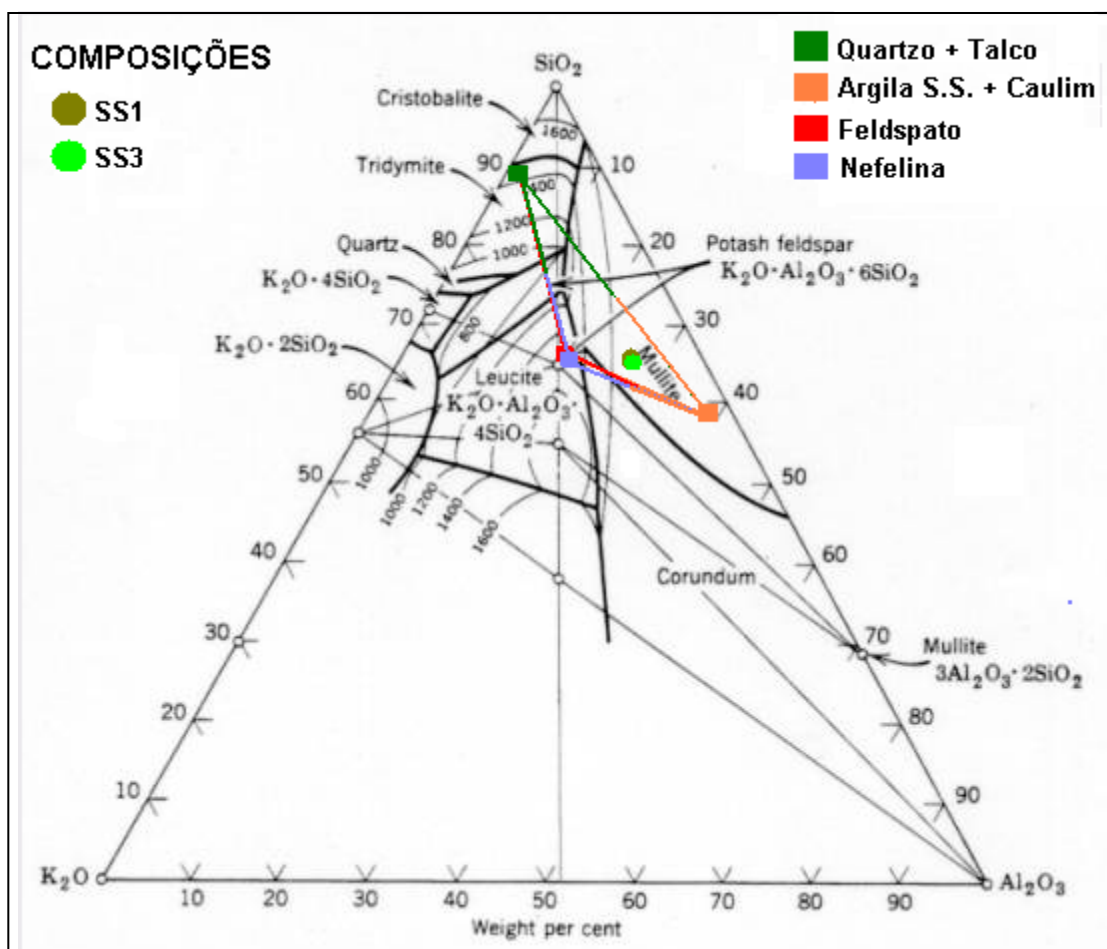 COMPOSIÇÕES
SS1
SS3
Quartzo + Talco
Argila S.S. + Caulim
Feldspato
Nefelina
SiO₂
Cristobalite
1600
Tridymite
90
10
400
1200
Quartz
80
1000
20
Potash feldspar
K₂O·Al₂O₃·6SiO₂
K₂O·4SiO₂
70
800
30
K₂O·2SiO₂
Mullite
60
Leucite
K₂O·Al₂O₃·
4SiO₂
40
1000
50
50
1000
1200
1400
1600
40
60
Corundum
30
70
Mullite
3Al₂O₃·2SiO₂
20
80
10
90
K₂O
Al₂O₃
10
20
30
40
50
60
70
80
90
Weight per cent